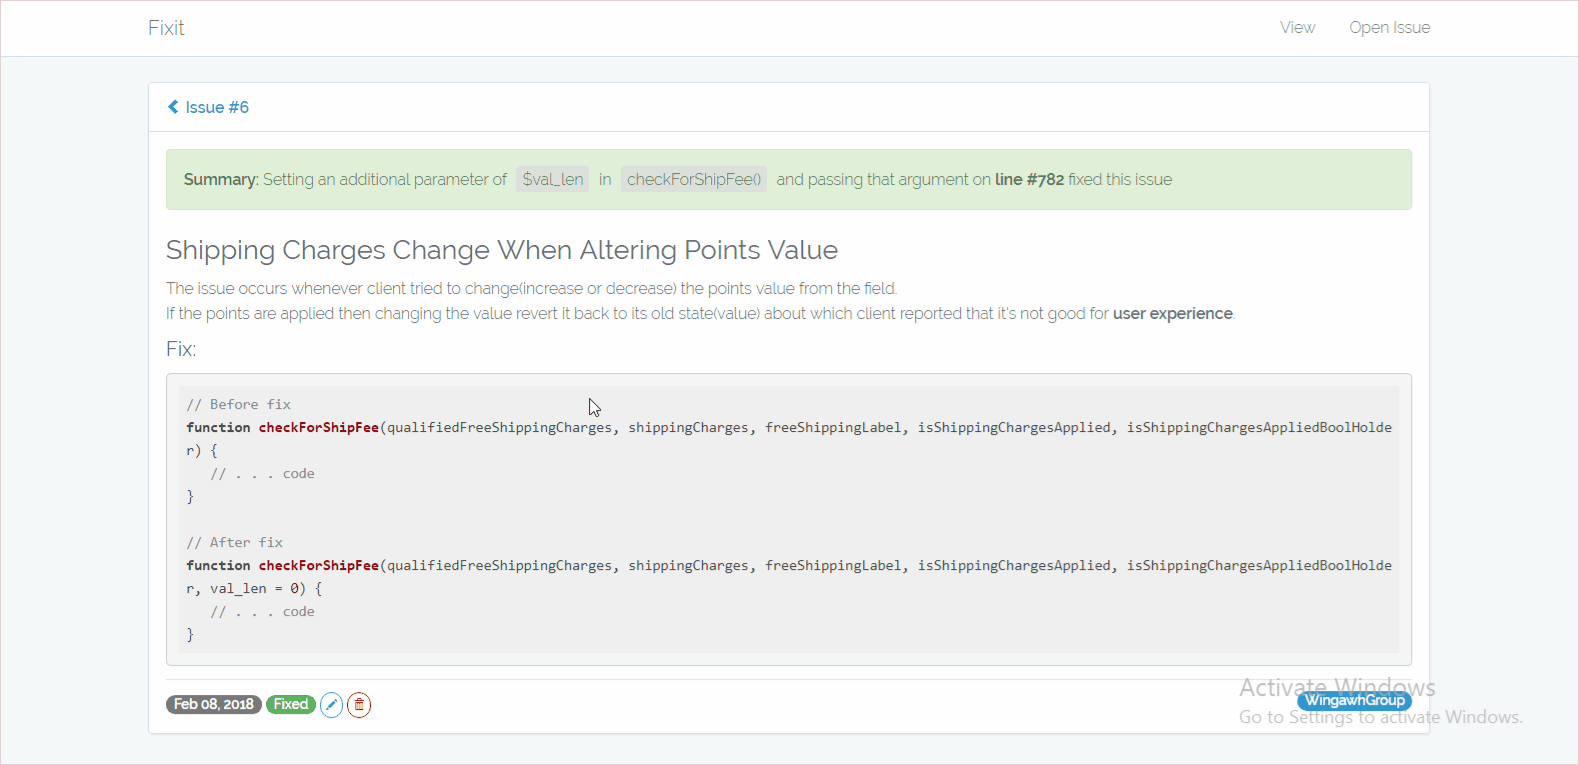 Fixit
View
Open Issue
Issue #6
Summary: Setting an additional parameter of $val_len in checkForShipFee() and passing that argument on line #782 fixed this issue
Shipping Charges Change When Altering Points Value
The issue occurs whenever client tried to change(increase or decrease) the points value from the field.
If the points are applied then changing the value revert it back to its old state(value) about which client reported that it's not good for user experience.
Fix:
// Before fix
function checkForShipFee(qualifiedFreeShippingCharges, shippingCharges, freeShippingLabel, isShippingChargesApplied, isShippingChargesAppliedBoolHolde
r) {
// . . . code
}
// After fix
function checkForShipFee(qualifiedFreeShippingCharges, shippingCharges, freeShippingLabel, isShippingChargesApplied, isShippingChargesAppliedBoolHolde
r, val_len = 0) {
// . . . code
}
Feb 08, 2018
Fixed
WingawhGroup
Activate Windows
Go to Settings to activate Windows.